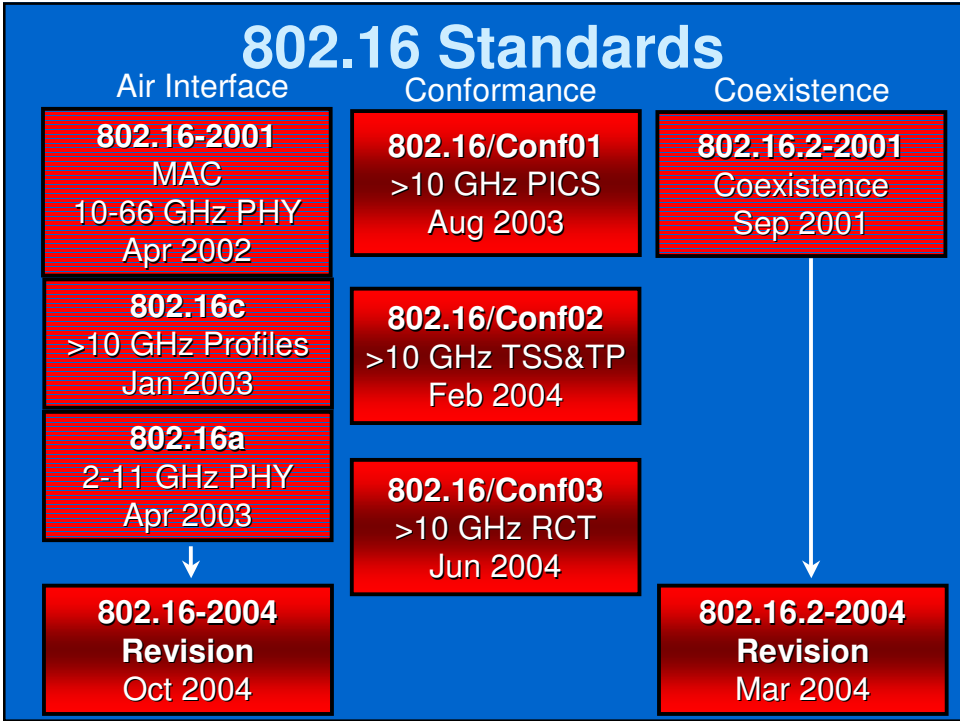 802.16 Standards
Air Interface
802.16-2001
MAC
10-66 GHz PHY
Apr 2002
802.16c
>10 GHz Profiles
Jan 2003
802.16a
2-11 GHz PHY
Apr 2003
802.16-2004
Revision
Oct 2004
Conformance
802.16/Conf01
>10 GHz PICS
Aug 2003
802.16/Conf02
>10 GHz TSS&TP
Feb 2004
802.16/Conf03
>10 GHz RCT
Jun 2004
Coexistence
802.16.2-2001
Coexistence
Sep 2001
802.16.2-2004
Revision
Mar 2004